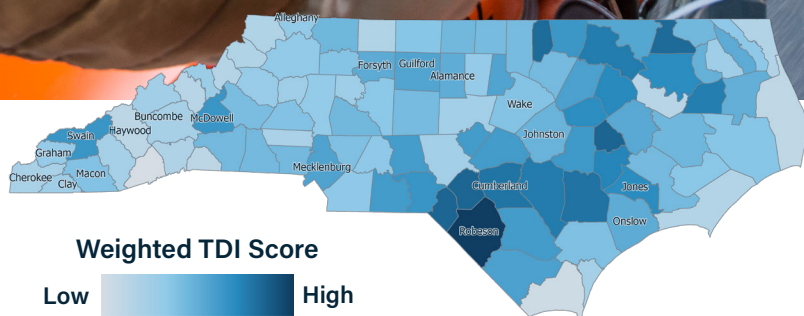 Alleghany
Forsyth Guilford
Alamance
Wake
Buncombe McDowell
Swain
Haywood
Johnston
Graham
Mecklenburg
Cherokee Macon
Clay
Cumberland
Jones
Onslow
Robeson
Weighted TDI Score
Low High